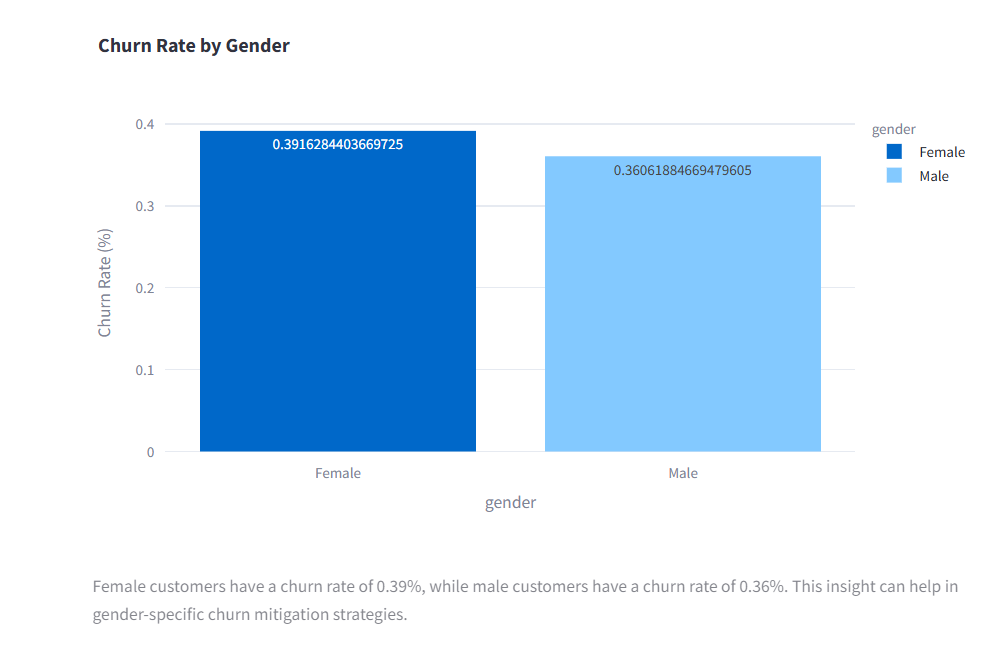 Churn Rate by Gender
0.4
0.3
0.2
0.1
0
Churn Rate (%)
0.3916284403669725
0.36061884669479605
Female
Male
gender
gender
Female
Male
Female customers have a churn rate of 0.39%, while male customers have a churn rate of 0.36%. This insight can help in
gender-specific churn mitigation strategies.